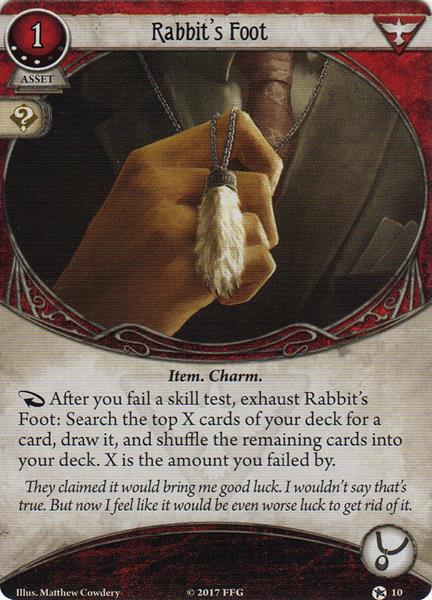 1
Rabbit's Foot
ASSET
?
Item. Charm.
After you fail a skill test, exhaust Rabbit's
Foot: Search the top X cards of your deck for a
card, draw it, and shuffle the remaining cards into
your deck. X is the amount you failed by.
They claimed it would bring me good luck. I wouldn't say that's
true. But now I feel like it would be even worse luck to get rid of it.
Illus. Matthew Cowdery
© 2017 FFG
10